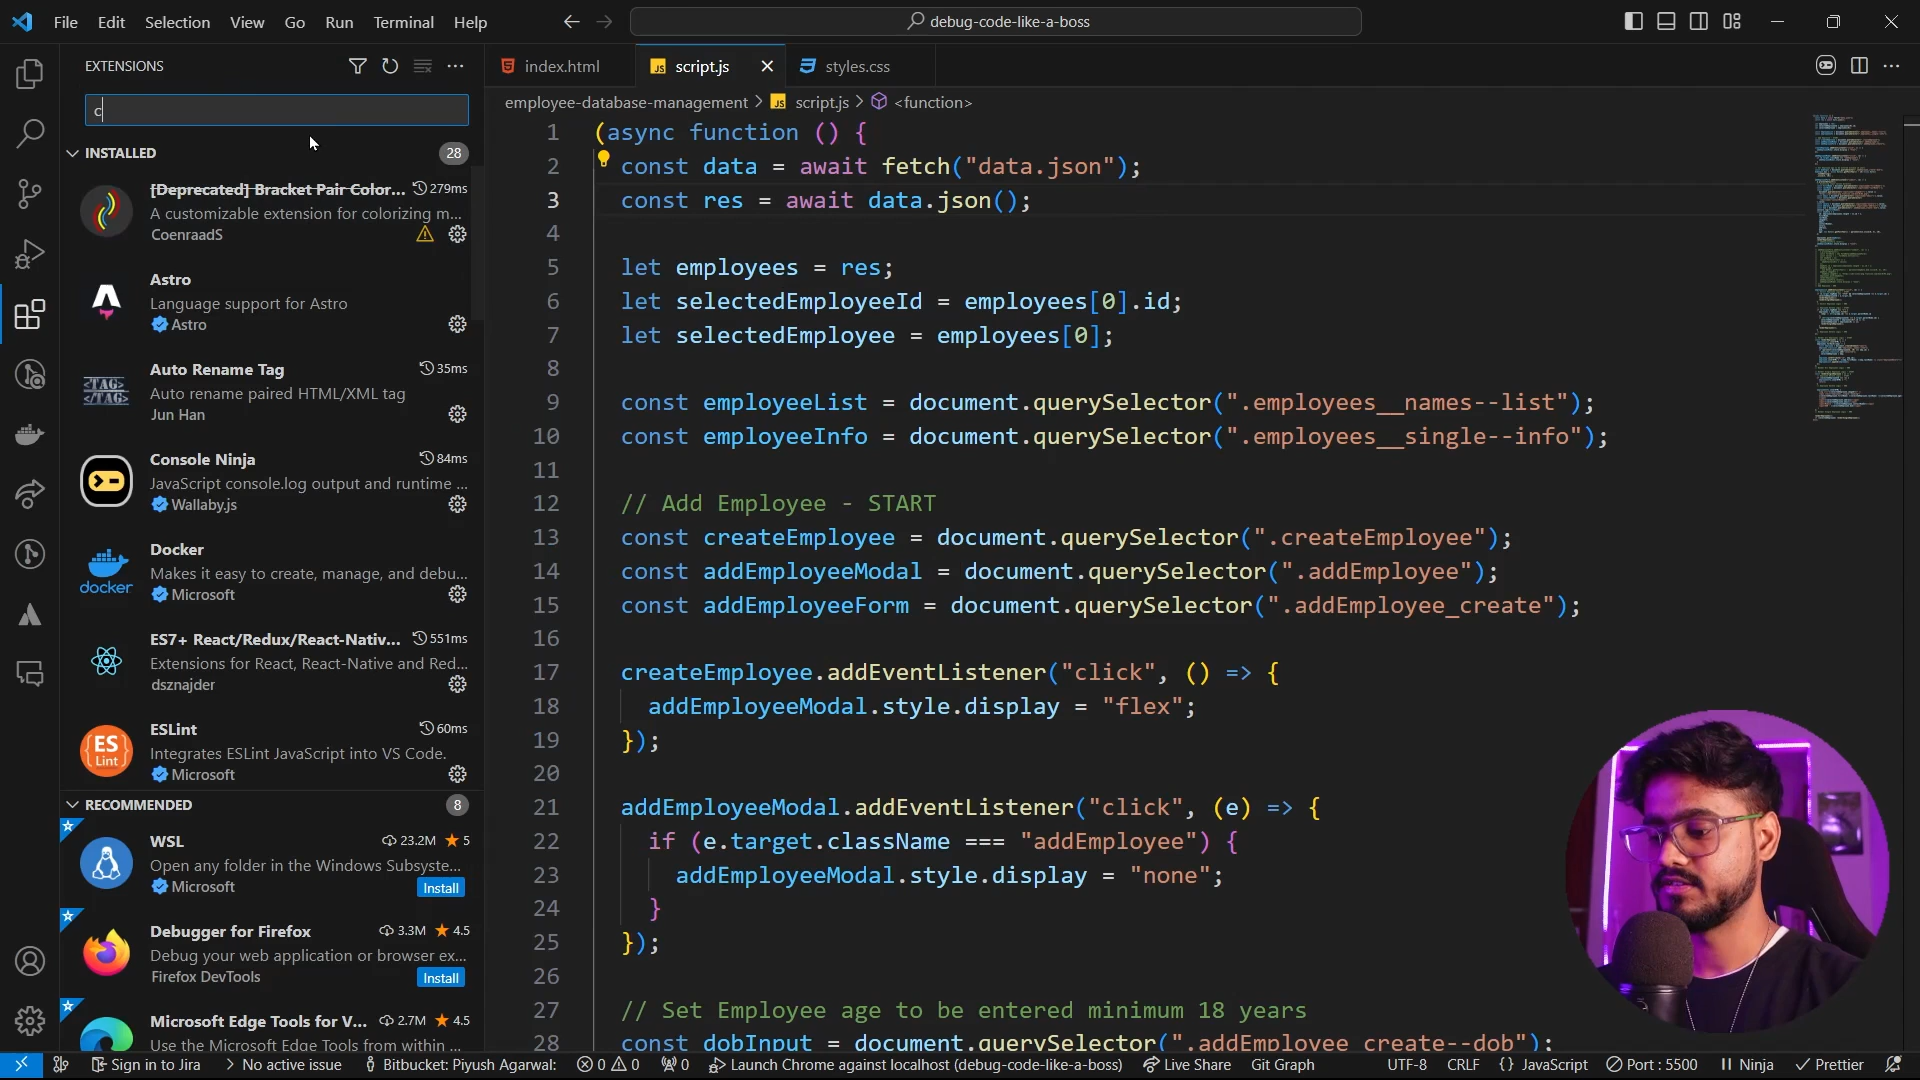 File Edit Selection View Go Run Terminal Help
debug-code-like-a-boss
EXTENSIONS
c
INSTALLED 28
[Deprecated] Bracket Pair Color... 279ms
A customizable extension for colorizing m...
CoenraadS
Astro
Language support for Astro
Astro
Auto Rename Tag 35ms
Auto rename paired HTML/XML tag
Jun Han
<TAG>
</TAG>
Console Ninja 84ms
JavaScript console.log output and runtime ...
Wallaby.js
Docker
Makes it easy to create, manage, and debu...
Microsoft
docker
ES7+ React/Redux/React-Nativ... 551ms
Extensions for React, React-Native and Red...
dsznajder
ESLint 60ms
Integrates ESLint JavaScript into VS Code.
Microsoft
ES
Lint
RECOMMENDED 8
WSL 23.2M 5
Open any folder in the Windows Subsyste...
Microsoft Install
Debugger for Firefox 3.3M 4.5
Debug your web application or browser ex...
Firefox DevTools Install
Microsoft Edge Tools for V... 2.7M 4.5
Use the Microsoft Edge Tools from within ...
index.html JS script.js styles.css
employee-database-management > JS script.js > <function>
1 (async function () {
2 const data = await fetch("data.json");
3 const res = await data.json();
4
5 let employees = res;
6 let selectedEmployeeId = employees[0].id;
7 let selectedEmployee = employees[0];
8
9 const employeeList = document.querySelector(".employees__names--list");
10 const employeeInfo = document.querySelector(".employees__single--info");
11
12 // Add Employee - START
13 const createEmployee = document.querySelector(".createEmployee");
14 const addEmployeeModal = document.querySelector(".addEmployee");
15 const addEmployeeForm = document.querySelector(".addEmployee_create");
16
17 createEmployee.addEventListener("click", () => {
18 addEmployeeModal.style.display = "flex";
19 });
20
21 addEmployeeModal.addEventListener("click", (e) => {
22 if (e.target.className === "addEmployee") {
23 addEmployeeModal.style.display = "none";
24 }
25 });
26
27 // Set Employee age to be entered minimum 18 years
28 const dobInput = document.querySelector(".addEmployee_create--dob");
Sign in to Jira No active issue Bitbucket: Piyush Agarwal: 0 0 0 Launch Chrome against localhost (debug-code-like-a-boss) Live Share Git Graph UTF-8 CRLF {} JavaScript Port : 5500 Ninja Prettier